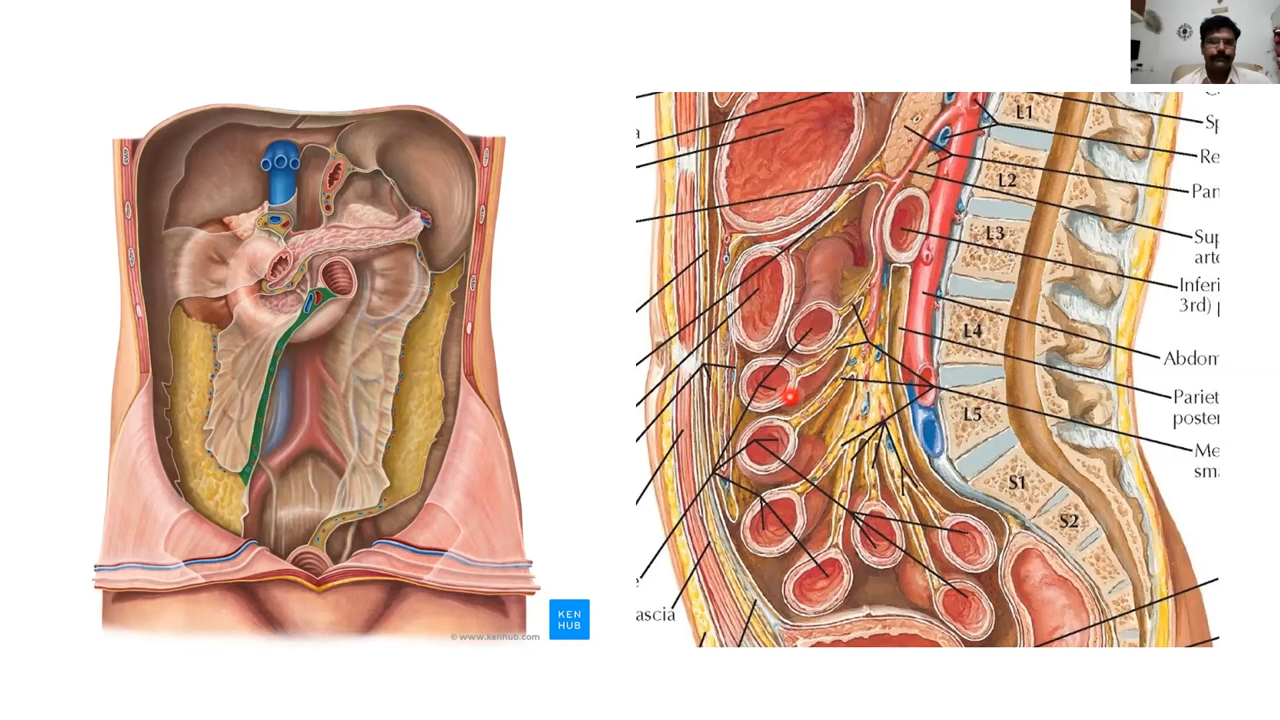 KEN
HUB
© www.kenhub.com
L1
L2
L3
L4
L5
S1
S2
Sp
Re
Pan
Sup
arte
Inferi
3rd) p
Abdom
Pariet
poster
Me
sma
ascia